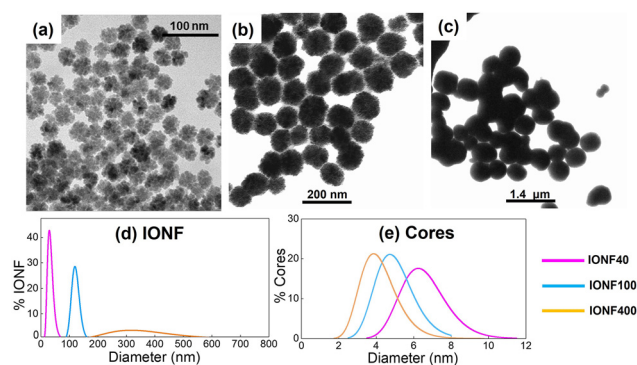 (a)
100 nm
(b)
200 nm
(c)
1.4 µm
(d) IONF
% IONF
40
30
20
10
0
0
100
200
300
400
500
600
700
800
Diameter (nm)
(e) Cores
% Cores
30
20
10
0
0
2
4
6
8
10
12
Diameter (nm)
IONF40
IONF100
IONF400